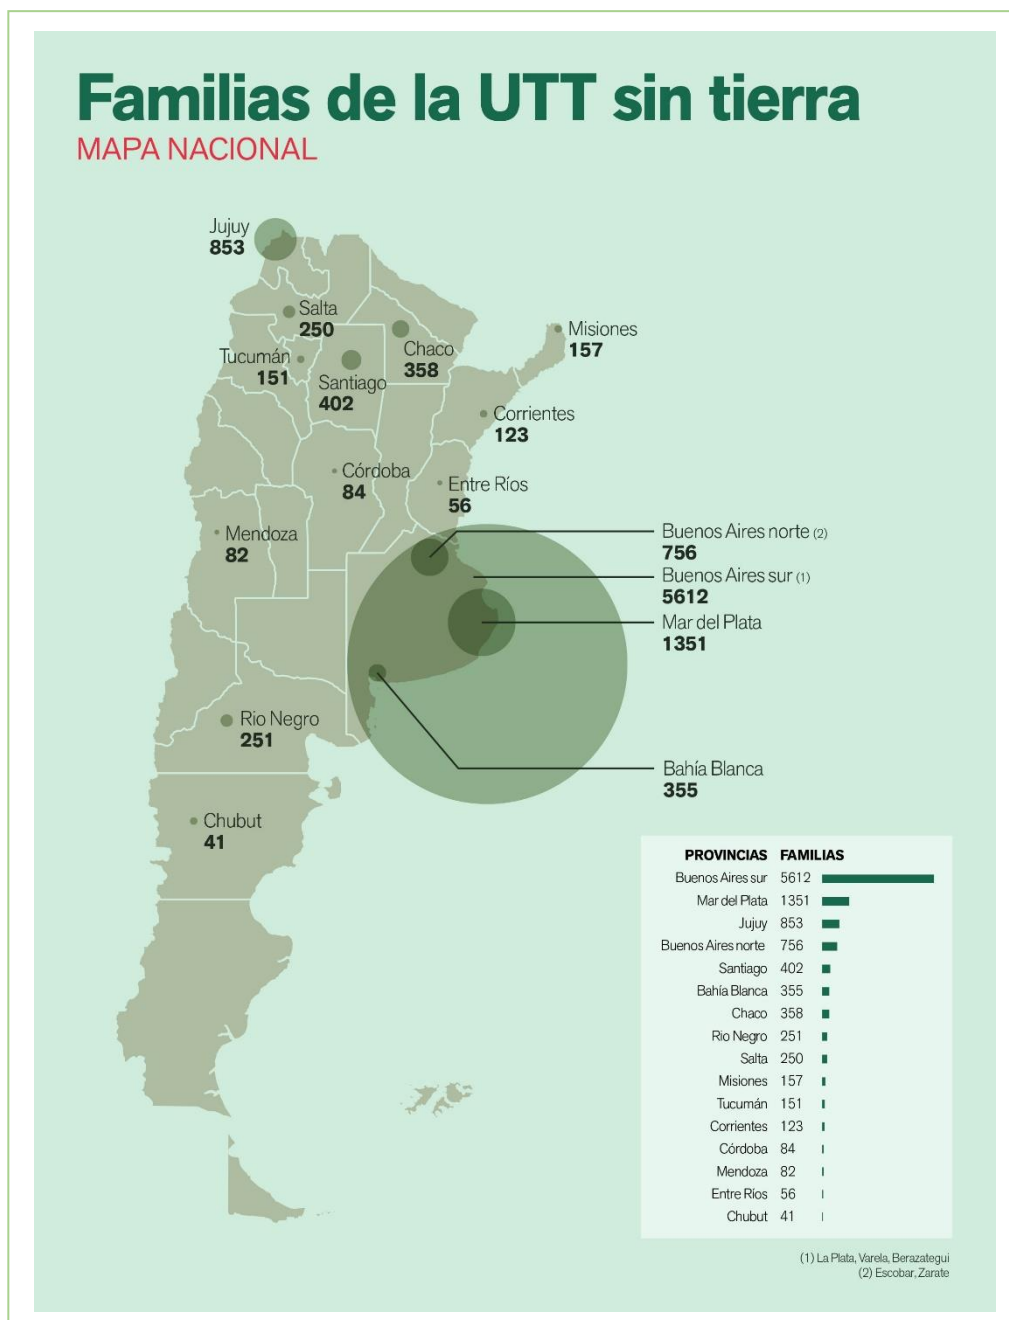 Familias de la UTT sin tierra
MAPA NACIONAL
Jujuy
853
Salta
250
Misiones
157
Tucumán
151
Chaco
358
Santiago
402
Corrientes
123
Córdoba
84
Entre Ríos
56
Mendoza
82
Buenos Aires norte (2)
756
Buenos Aires sur (1)
5612
Mar del Plata
1351
Rio Negro
251
Bahía Blanca
355
Chubut
41
PROVINCIAS FAMILIAS
Buenos Aires sur 5612
Mar del Plata 1351
Jujuy 853
Buenos Aires norte 756
Santiago 402
Bahía Blanca 355
Chaco 358
Rio Negro 251
Salta 250
Misiones 157
Tucumán 151
Corrientes 123
Córdoba 84
Mendoza 82
Entre Ríos 56
Chubut 41
(1) La Plata, Varela, Berazategui
(2) Escobar, Zarate